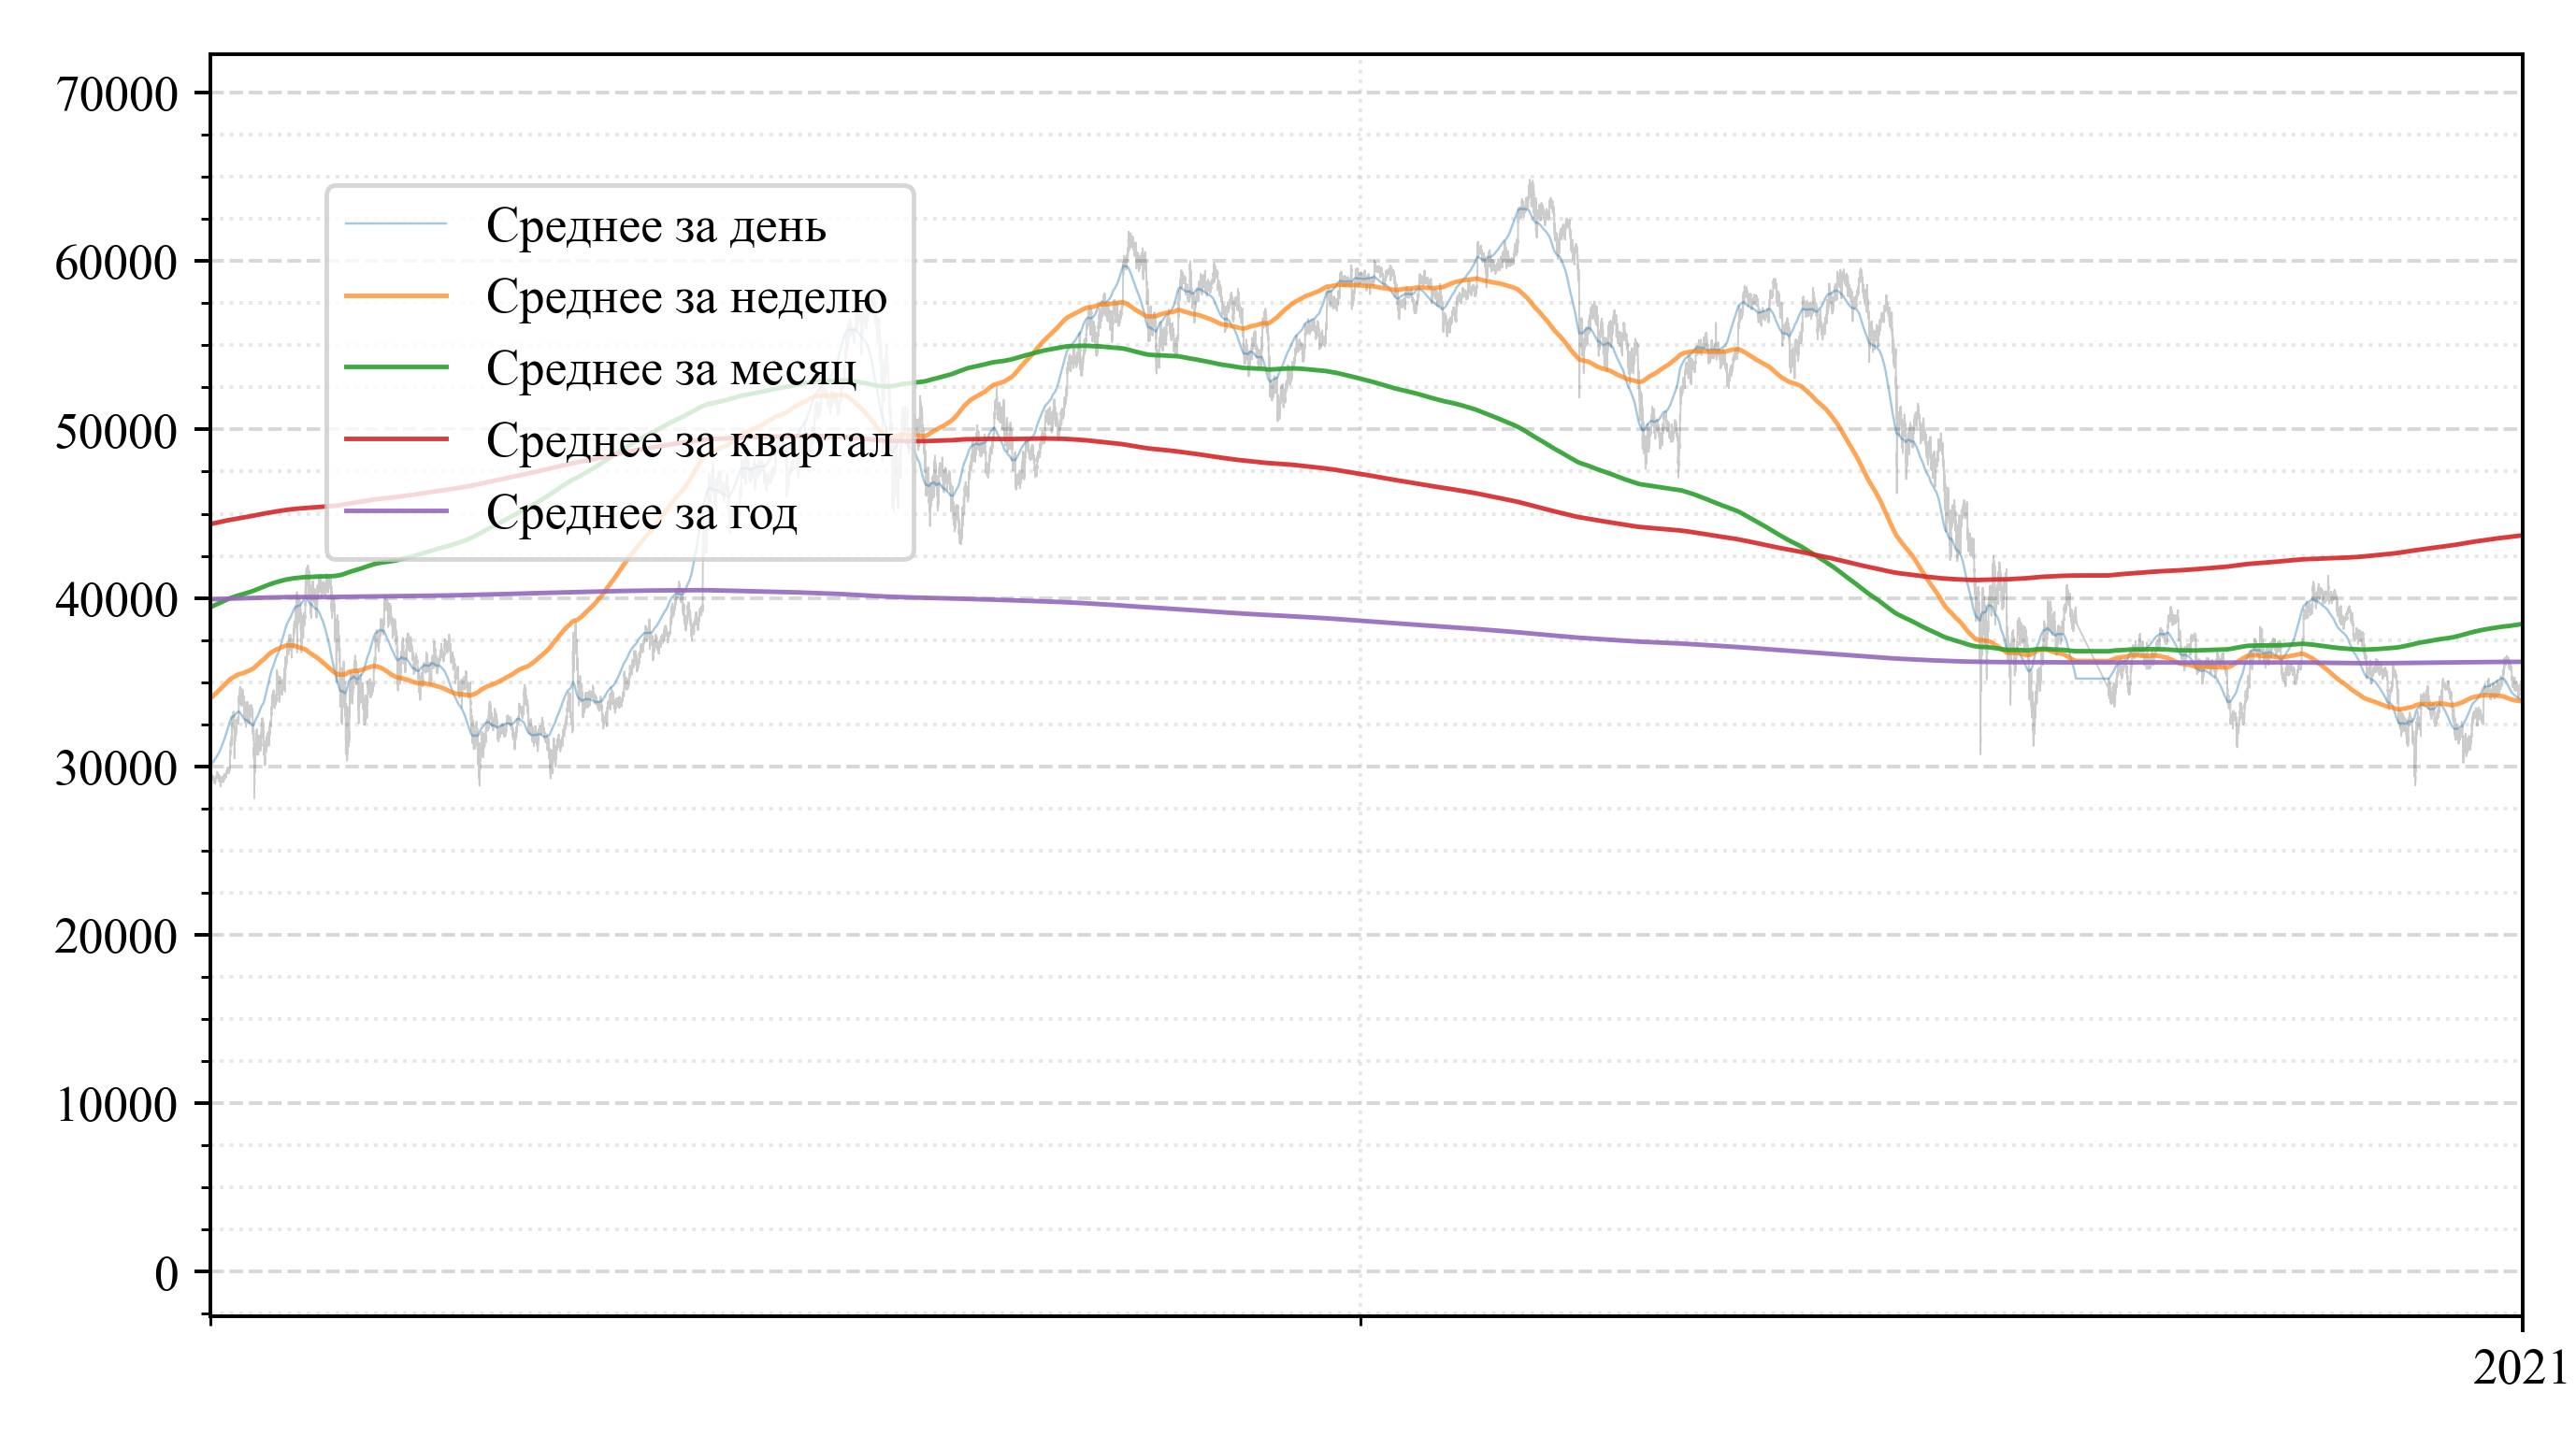 70000
60000
50000
40000
30000
20000
10000
0
Среднее за день
Среднее за неделю
Среднее за месяц
Среднее за квартал
Среднее за год
2021